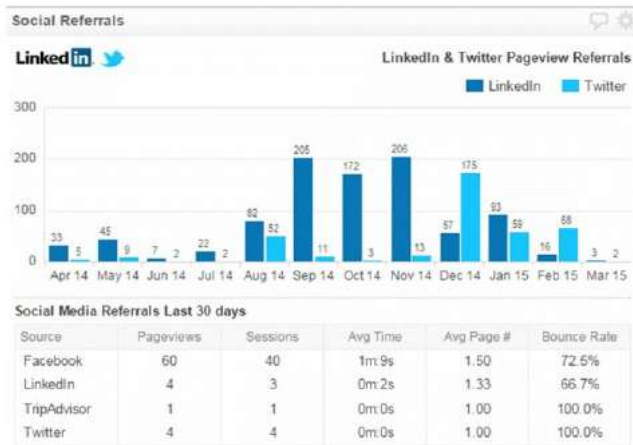 Social Referrals
Linked in
LinkedIn & Twitter Pageview Referrals
LinkedIn Twitter
300
200
100
0
33 5 45 9 7 2 22 2 82 52 205 11 172 3 206 13 57 175 93 59 16 68 3 2
Apr 14 May 14 Jun 14 Jul 14 Aug 14 Sep 14 Oct 14 Nov 14 Dec 14 Jan 15 Feb 15 Mar 15
Social Media Referrals Last 30 days
Source Pageviews Sessions Avg Time Avg Page # Bounce Rate
Facebook 60 40 1m:9s 1.50 72.5%
LinkedIn 4 3 0m:2s 1.33 66.7%
TripAdvisor 1 1 0m:0s 1.00 100.0%
Twitter 4 4 0m:0s 1.00 100.0%